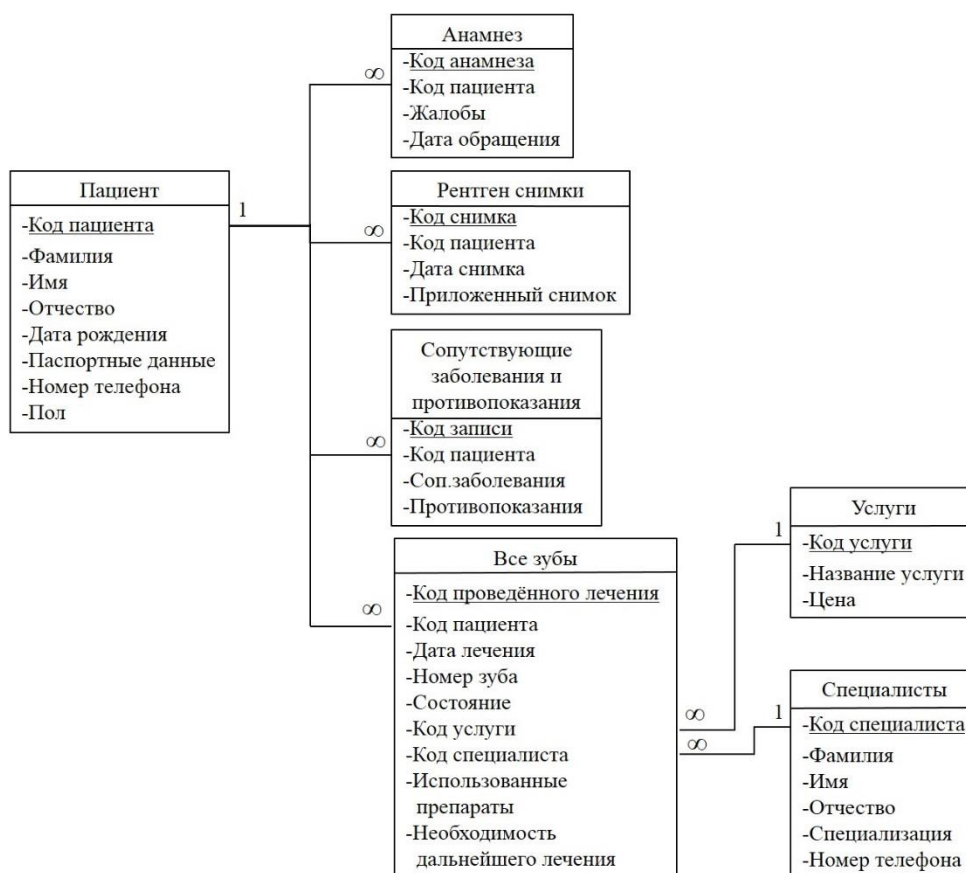 Анамнез
-Код анамнеза
-Код пациента
-Жалобы
-Дата обращения
∞
Пациент
-Код пациента
-Фамилия
-Имя
-Отчество
-Дата рождения
-Паспортные данные
-Номер телефона
-Пол
1
Рентген снимки
-Код снимка
-Код пациента
-Дата снимка
-Приложенный снимок
∞
Сопутствующие
заболевания и
противопоказания
-Код записи
-Код пациента
-Соп.заболевания
-Противопоказания
∞
Все зубы
-Код проведённого лечения
-Код пациента
-Дата лечения
-Номер зуба
-Состояние
-Код услуги
-Код специалиста
-Использованные
препараты
-Необходимость
дальнейшего лечения
∞
∞
∞
Услуги
-Код услуги
-Название услуги
-Цена
1
Специалисты
-Код специалиста
-Фамилия
-Имя
-Отчество
-Специализация
-Номер телефона
1